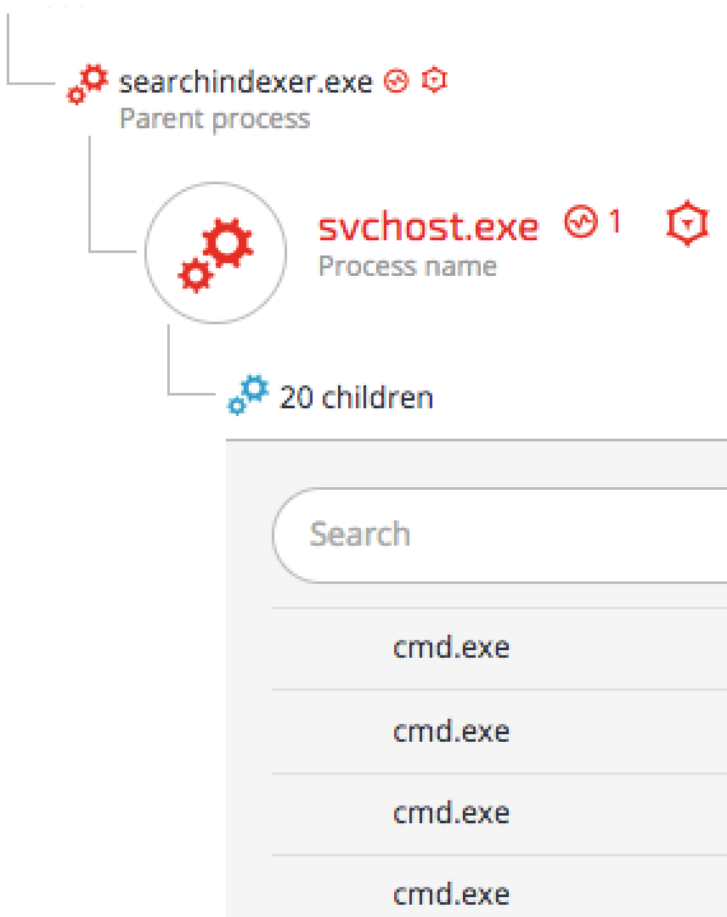 searchindexer.exe
Parent process
svchost.exe 1
Process name
20 children
Search
cmd.exe
cmd.exe
cmd.exe
cmd.exe